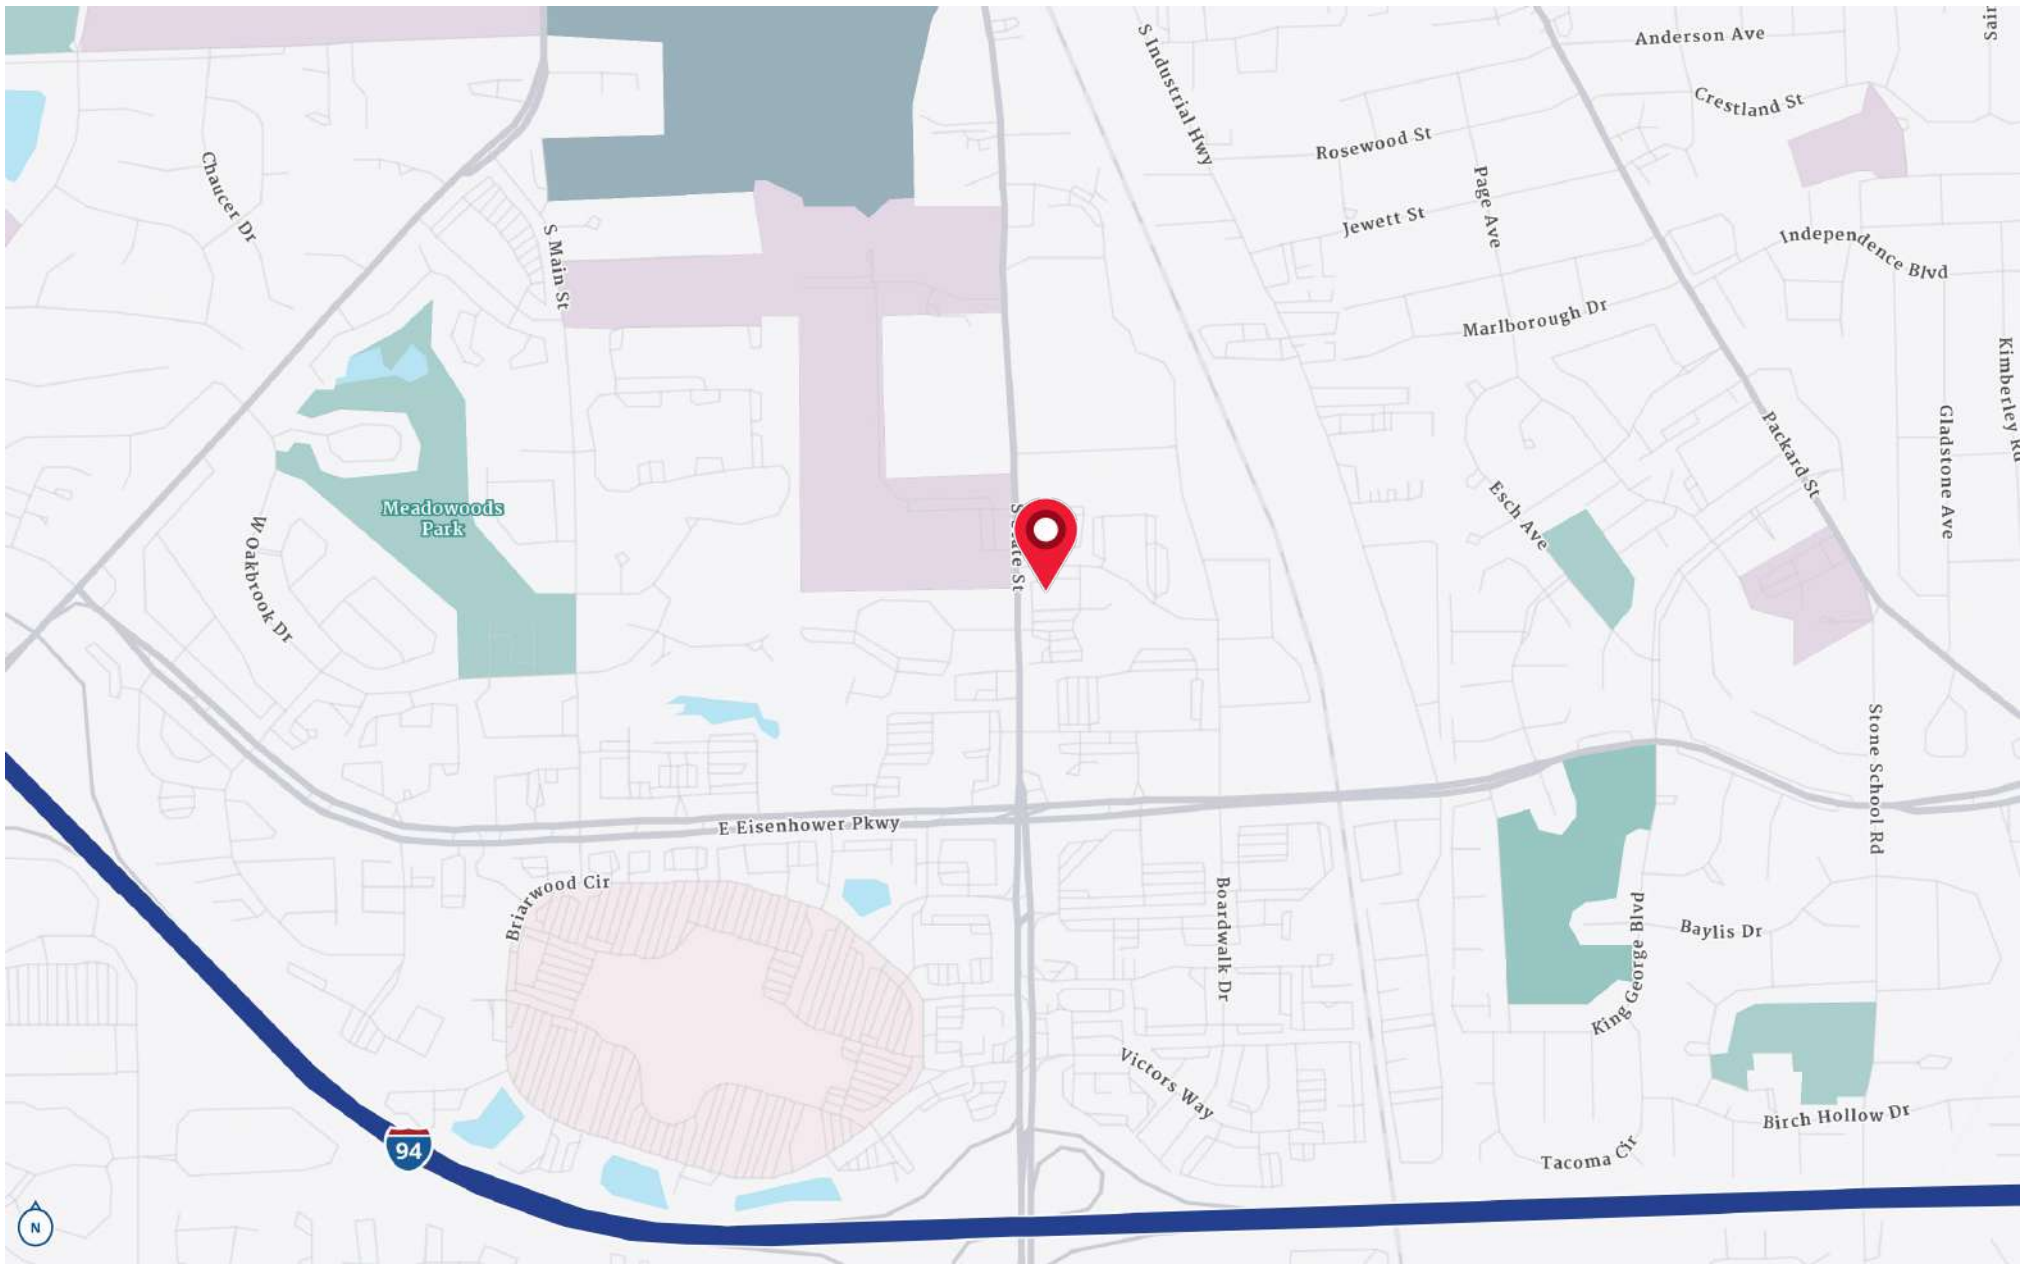 Anderson Ave
Crestland St
S Industrial Hwy
Rosewood St
Page Ave
Jewett St
Chaucer Dr
S Main St
Independence Blvd
Marlborough Dr
Kimberley Rd
Gladstone Ave
Packard St
Meadowoods
Park
Esch Ave
W Oakbrook Dr
Stone School Rd
E Eisenhower Pkwy
Briarwood Cir
Boardwalk Dr
King George Blvd
Baylis Dr
Victors Way
Birch Hollow Dr
Tacoma Cir
94
N